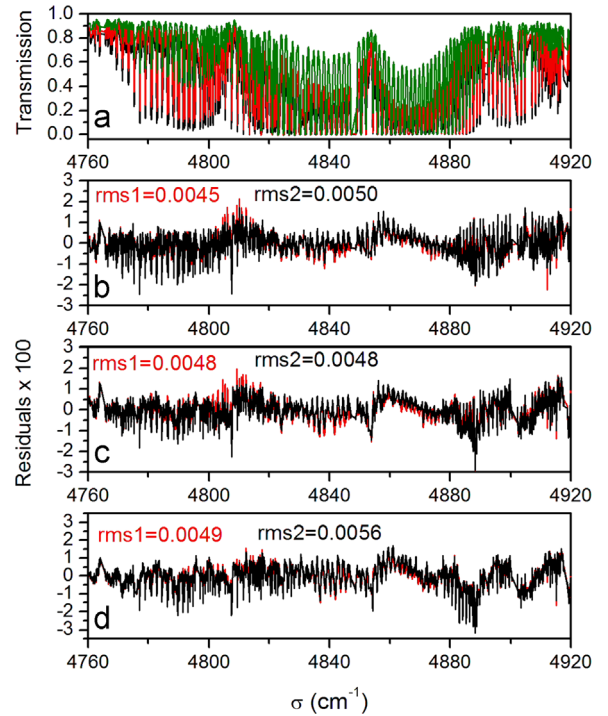 Transmission
1.0
0.8
0.6
0.4
0.2
0.0
a
4760 4800 4840 4880 4920
rms1=0.0045 rms2=0.0050
3
2
1
0
-1
-2
-3
b
4760 4800 4840 4880 4920
Residuals x 100
rms1=0.0048 rms2=0.0048
3
2
1
0
-1
-2
-3
c
4760 4800 4840 4880 4920
rms1=0.0049 rms2=0.0056
3
2
1
0
-1
-2
-3
d
4760 4800 4840 4880 4920
σ (cm⁻¹)